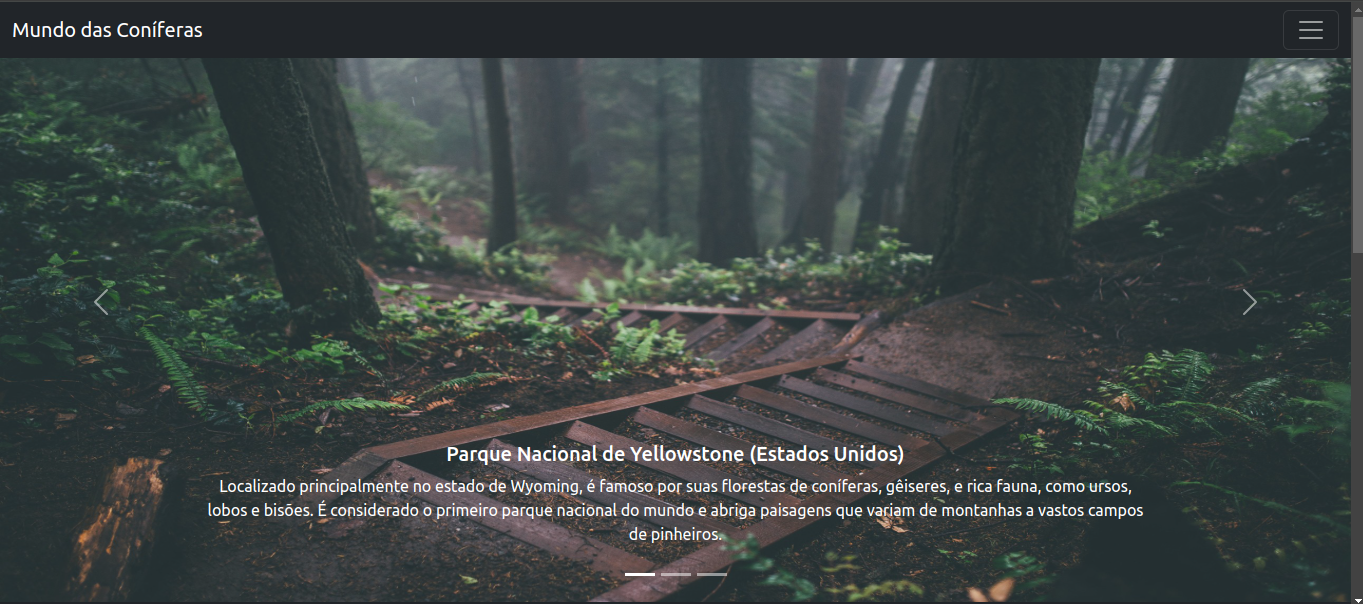 Mundo das Coníferas
Parque Nacional de Yellowstone (Estados Unidos)
Localizado principalmente no estado de Wyoming, é famoso por suas florestas de coníferas, gêiseres, e rica fauna, como ursos,
lobos e bisões. É considerado o primeiro parque nacional do mundo e abriga paisagens que variam de montanhas a vastos campos
de pinheiros.